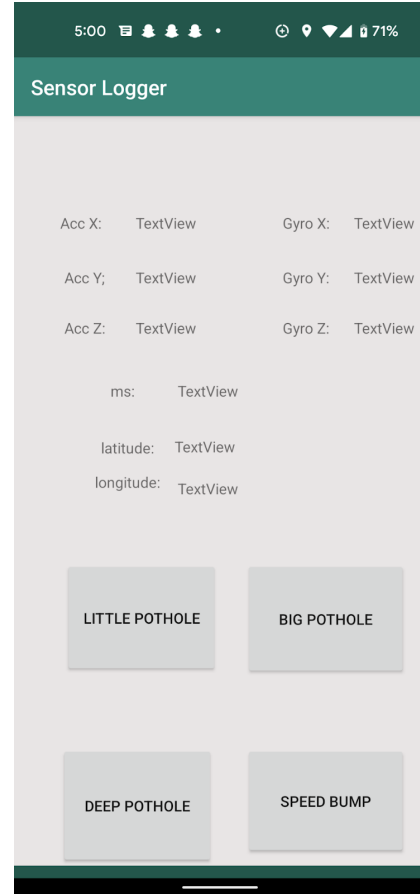 5:00 71%
Sensor Logger
Acc X: TextView Gyro X: TextView
Acc Y; TextView Gyro Y: TextView
Acc Z: TextView Gyro Z: TextView
ms: TextView
latitude: TextView
longitude: TextView
LITTLE POTHOLE BIG POTHOLE
DEEP POTHOLE SPEED BUMP